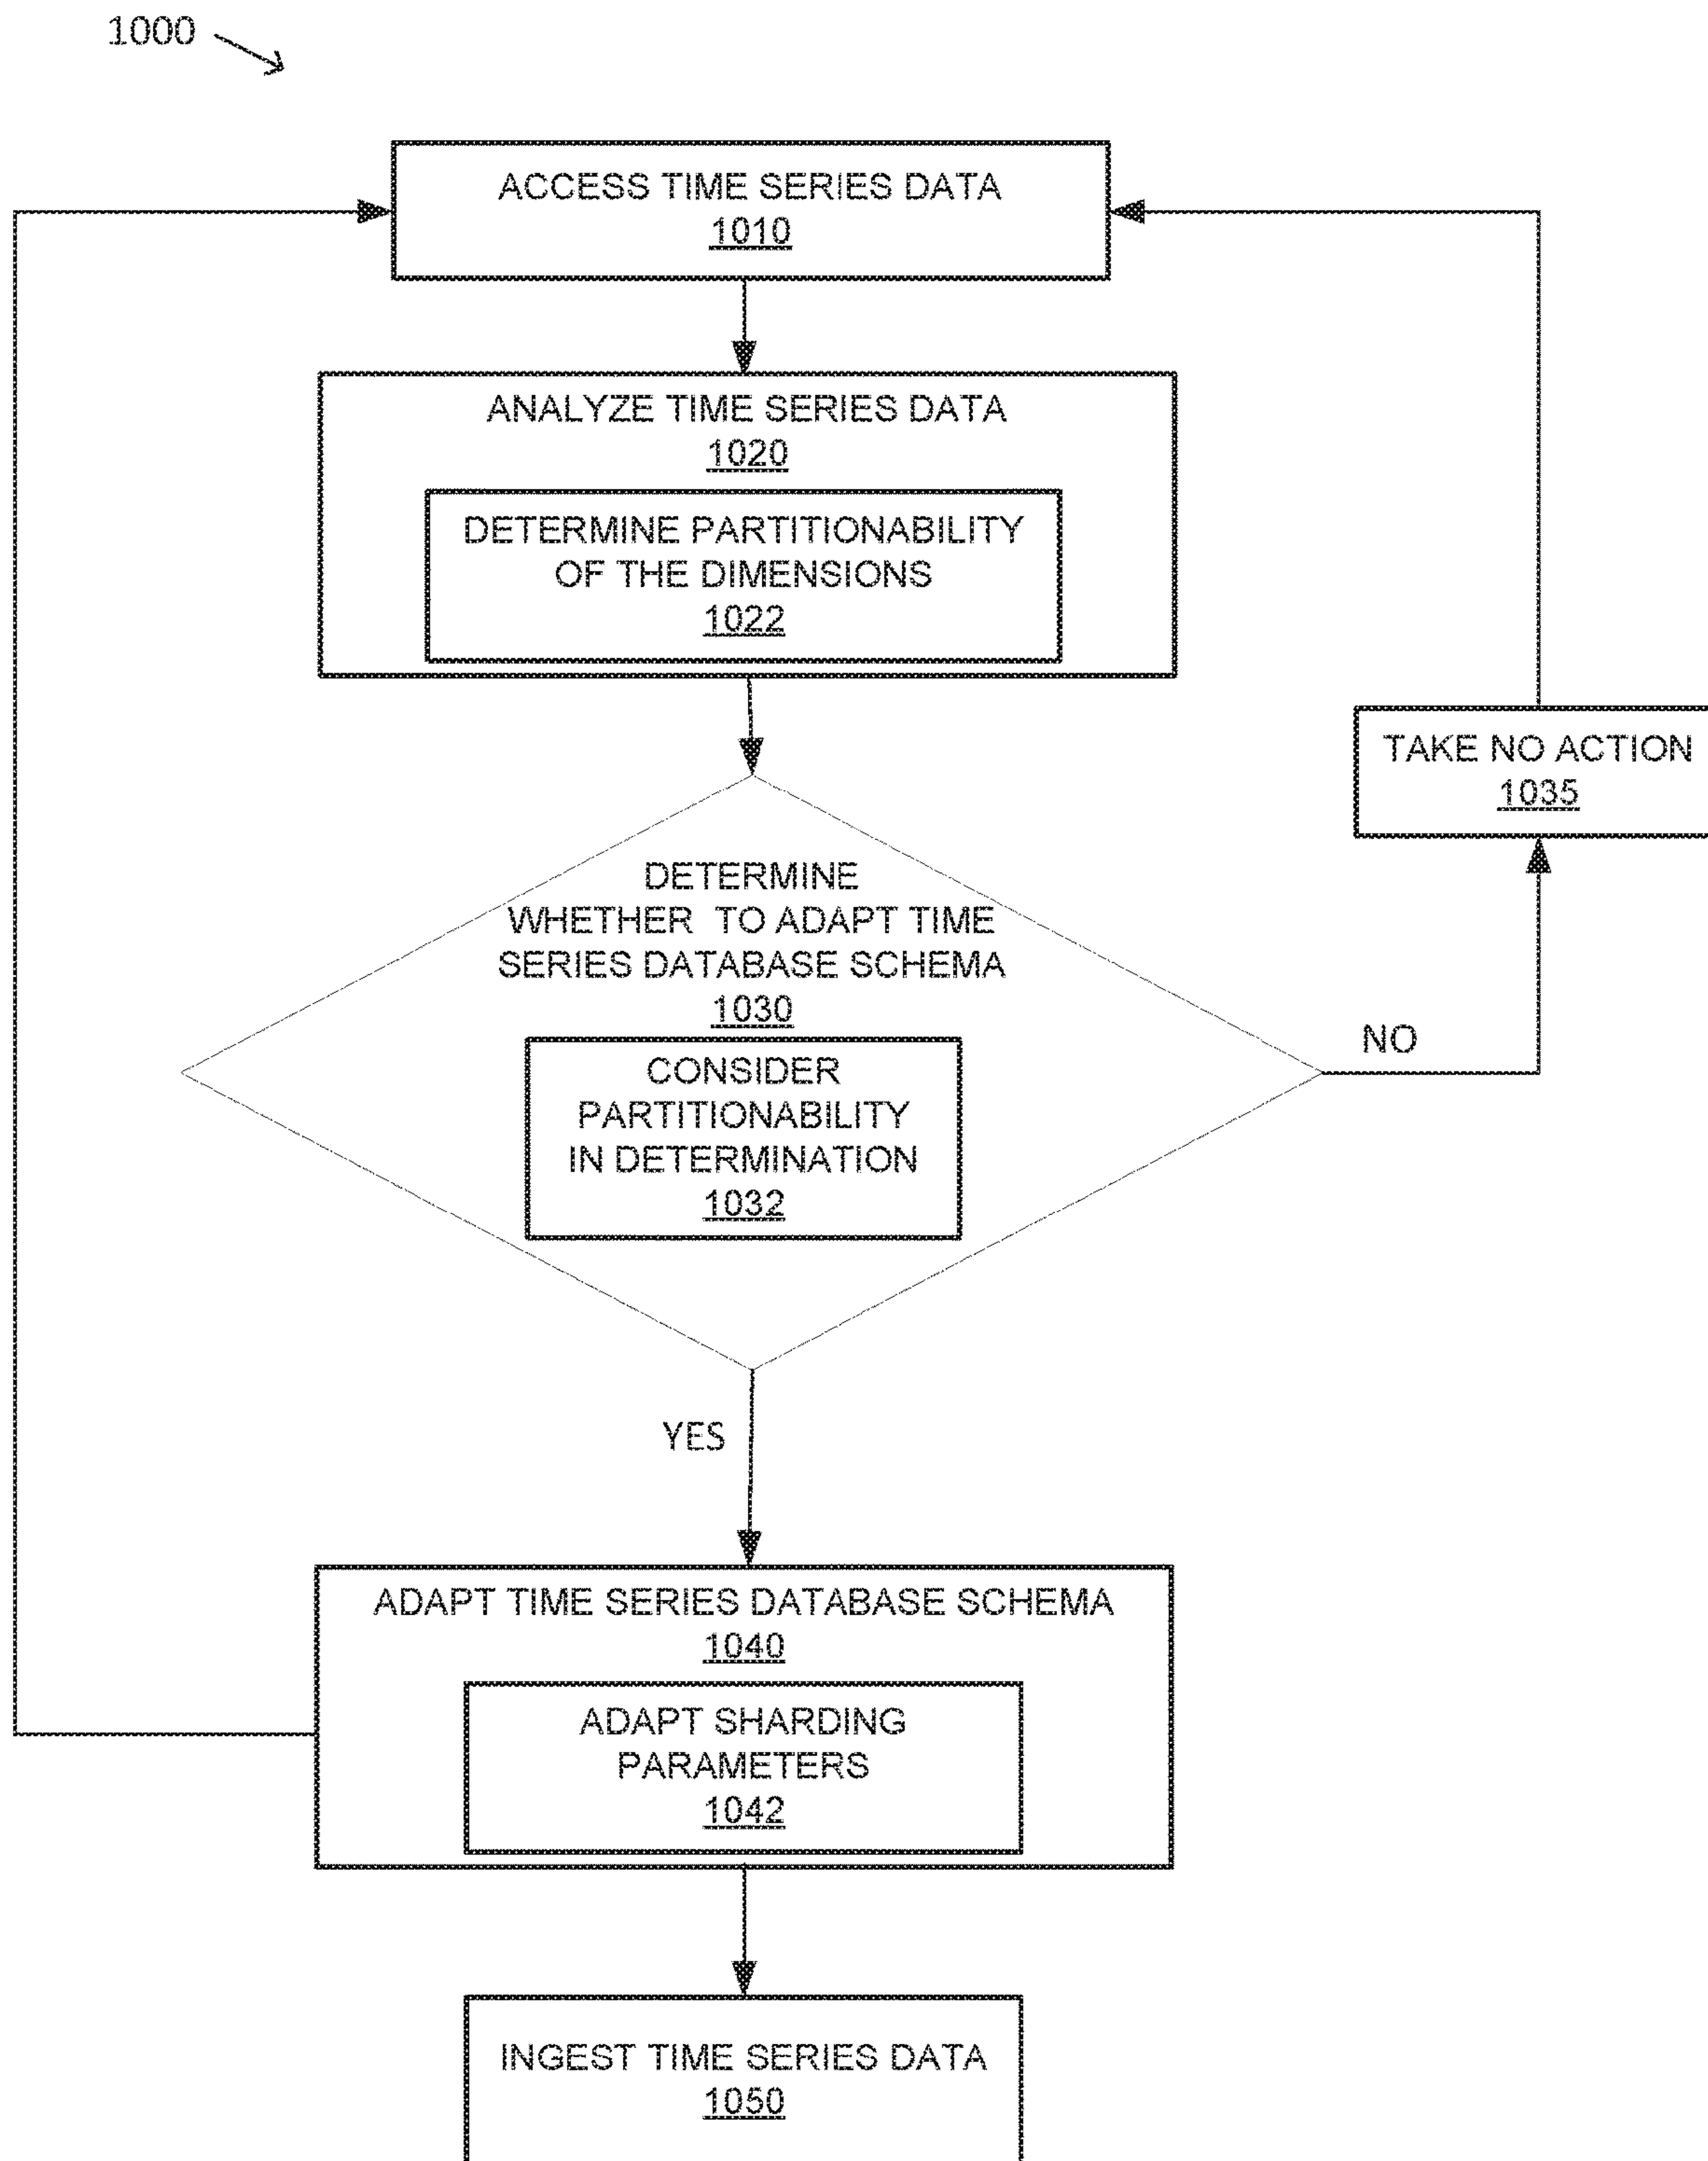 1000
ACCESS TIME SERIES DATA
1010
ANALYZE TIME SERIES DATA
1020
DETERMINE PARTITIONABILITY
OF THE DIMENSIONS
1022
TAKE NO ACTION
1035
DETERMINE
WHETHER TO ADAPT TIME
SERIES DATABASE SCHEMA
1030
NO
CONSIDER
PARTITIONABILITY
IN DETERMINATION
1032
YES
ADAPT TIME SERIES DATABASE SCHEMA
1040
ADAPT SHARDING
PARAMETERS
1042
INGEST TIME SERIES DATA
1050